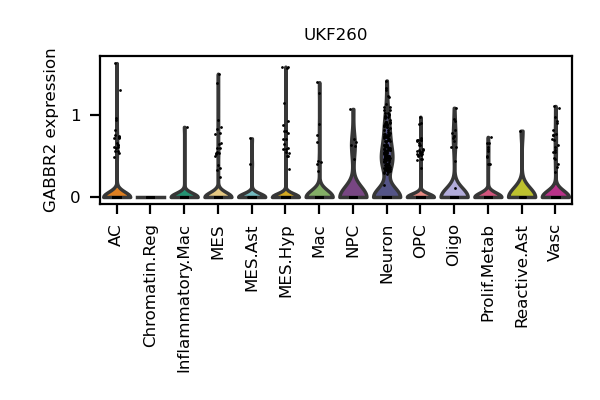 UKF260
GABBR2 expression
1
0
AC
Chromatin.Reg
Inflammatory.Mac
MES
MES.Ast
MES.Hyp
Mac
NPC
Neuron
OPC
Oligo
Prolif.Metab
Reactive.Ast
Vasc